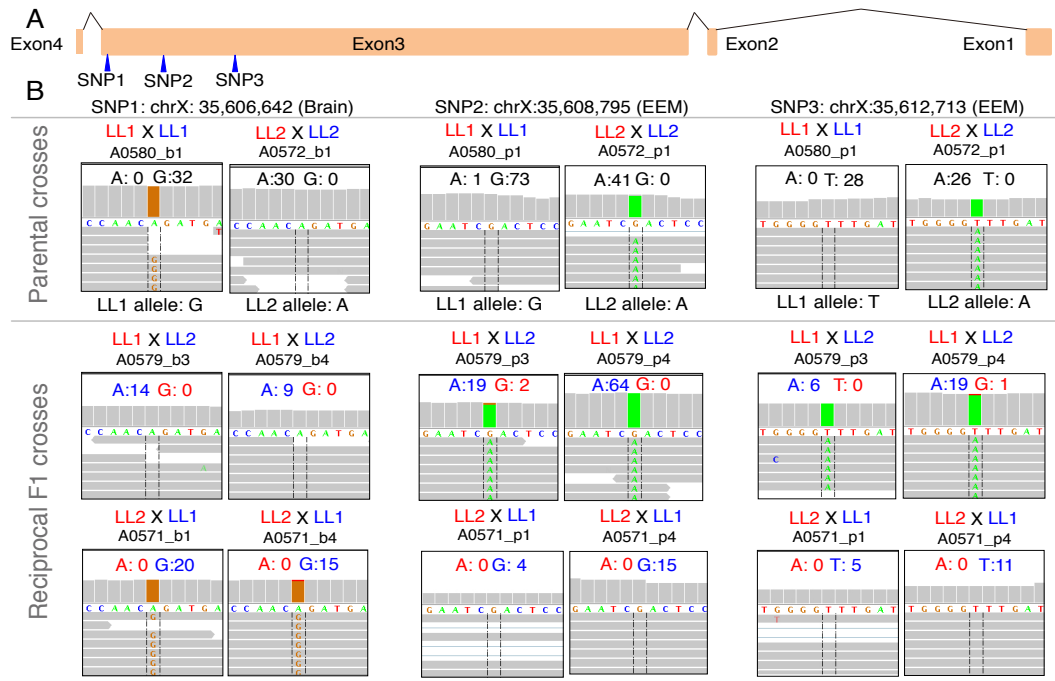 A
Exon4
Exon3
Exon2
Exon1
SNP1
SNP2
SNP3
B
SNP1: chrX: 35,606,642 (Brain)
SNP2: chrX:35,608,795 (EEM)
SNP3: chrX:35,612,713 (EEM)
Parental crosses
LL1 X LL1
LL2 X LL2
LL1 X LL1
LL2 X LL2
LL1 X LL1
LL2 X LL2
A0580_b1
A0572_b1
A0580_p1
A0572_p1
A0580_p1
A0572_p1
A: 0 G:32
A:30 G: 0
A: 1 G:73
A:41 G: 0
A: 0 T: 28
A:26 T: 0
C C A A C A G A T G A
C C A A C A G A T G A
G A A T C G A C T C C
G A A T C G A C T C C
T G G G G T T T G A T
T G G G G T T T G A T
LL1 allele: G
LL2 allele: A
LL1 allele: G
LL2 allele: A
LL1 allele: T
LL2 allele: A
Reciprocal F1 crosses
LL1 X LL2
LL1 X LL2
LL1 X LL2
LL1 X LL2
LL1 X LL2
LL1 X LL2
A0579_b3
A0579_b4
A0579_p3
A0579_p4
A0579_p3
A0579_p4
A:14 G: 0
A: 9 G: 0
A:19 G: 2
A:64 G: 0
A: 6 T: 0
A:19 G: 1
C C A A C A G A T G A
C C A A C A G A T G A
G A A T C G A C T C C
G A A T C G A C T C C
T G G G G T T T G A T
T G G G G T T T G A T
LL2 X LL1
LL2 X LL1
LL2 X LL1
LL2 X LL1
LL2 X LL1
LL2 X LL1
A0571_b1
A0571_b4
A0571_p1
A0571_p4
A0571_p1
A0571_p4
A: 0 G:20
A: 0 G:15
A: 0 G: 4
A: 0 G:15
A: 0 T: 5
A: 0 T:11
C C A A C A G A T G A
C C A A C A G A T G A
G A A T C G A C T C C
G A A T C G A C T C C
T G G G G T T T G A T
T G G G G T T T G A T